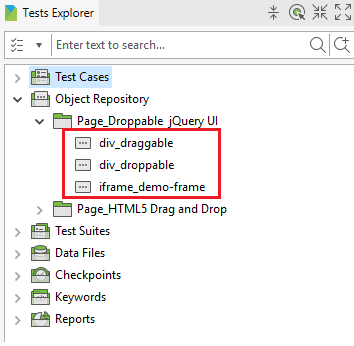 Tests Explorer
Enter text to search...
Test Cases
Object Repository
Page_Droppable jQuery UI
div_draggable
div_droppable
iframe_demo-frame
Page_HTML5 Drag and Drop
Test Suites
Data Files
Checkpoints
Keywords
Reports